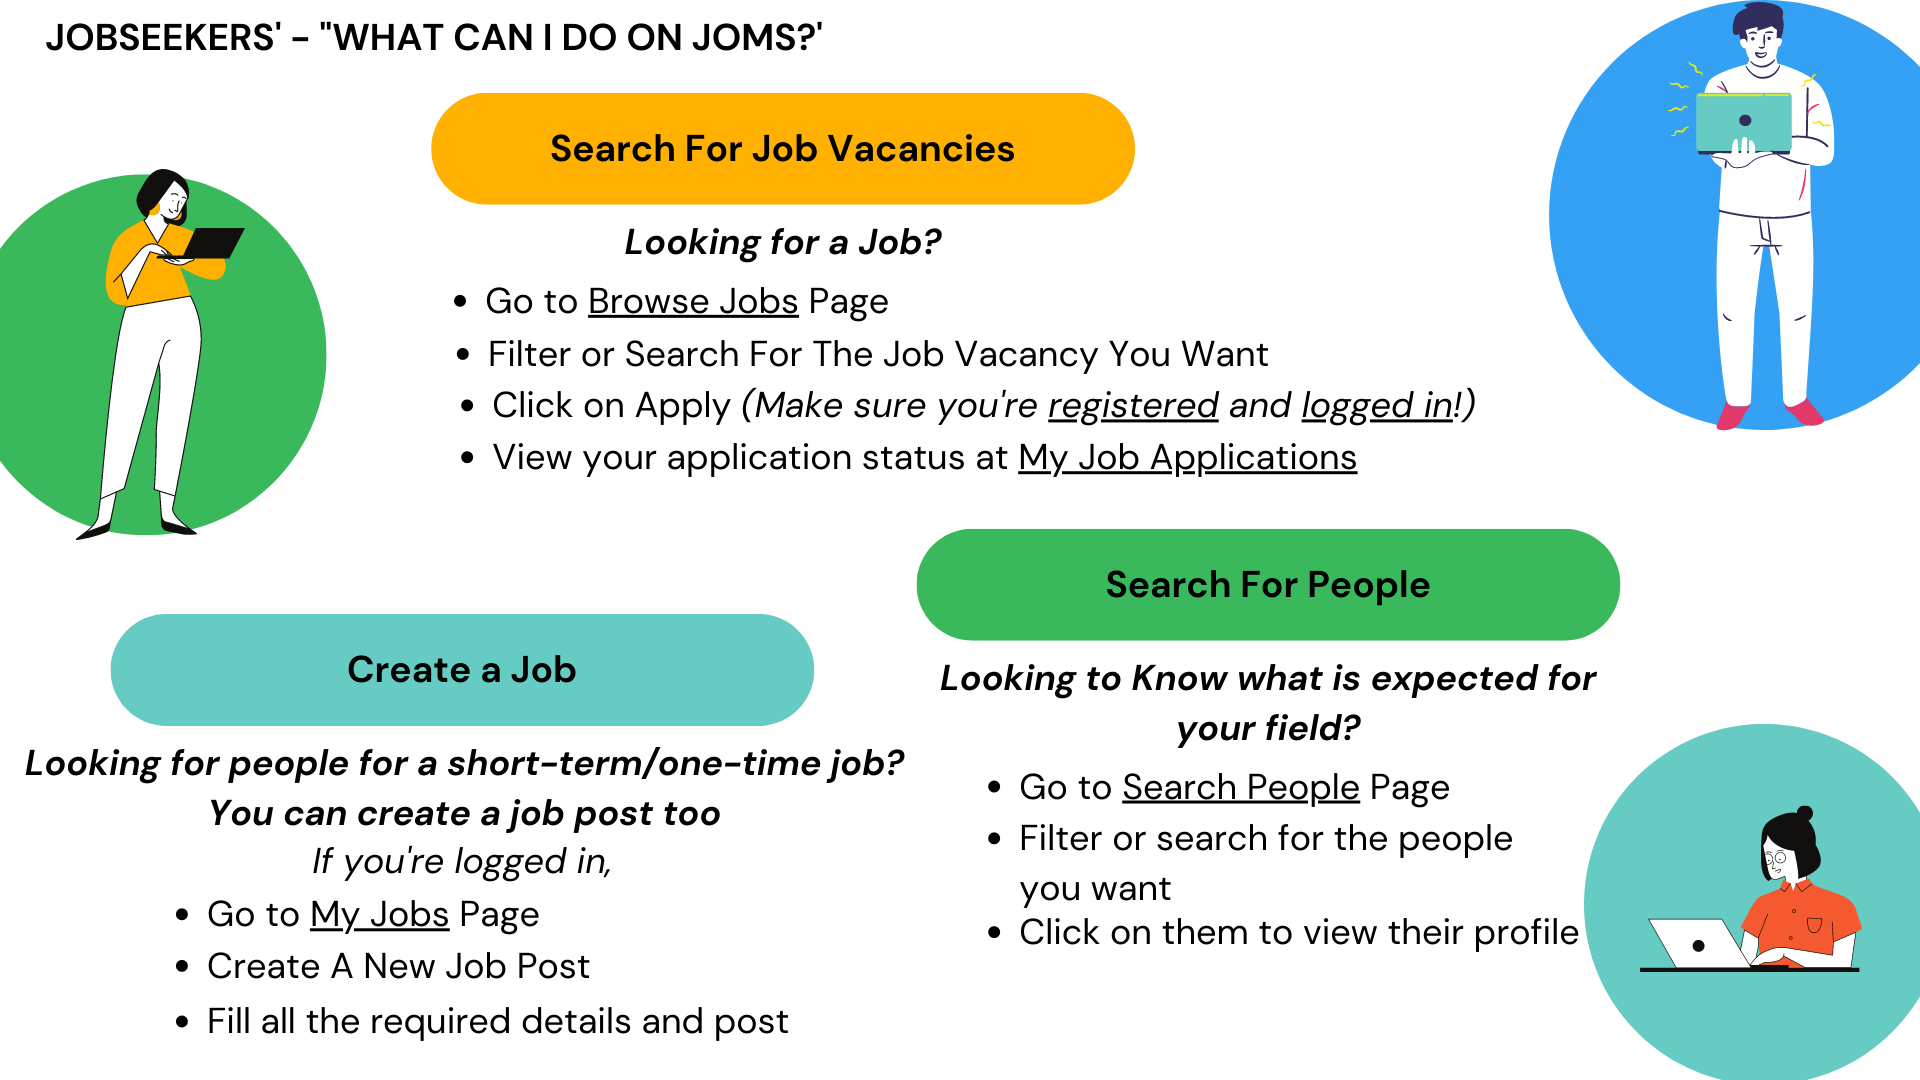 JOBSEEKERS' - "WHAT CAN I DO ON JOMS?'
Search For Job Vacancies
Looking for a Job?
• Go to Browse Jobs Page
• Filter or Search For The Job Vacancy You Want
• Click on Apply (Make sure you're registered and logged in!)
• View your application status at My Job Applications
Search For People
Looking to Know what is expected for
your field?
• Go to Search People Page
• Filter or search for the people
you want
• Click on them to view their profile
Create a Job
Looking for people for a short-term/one-time job?
You can create a job post too
If you're logged in,
• Go to My Jobs Page
• Create A New Job Post
• Fill all the required details and post